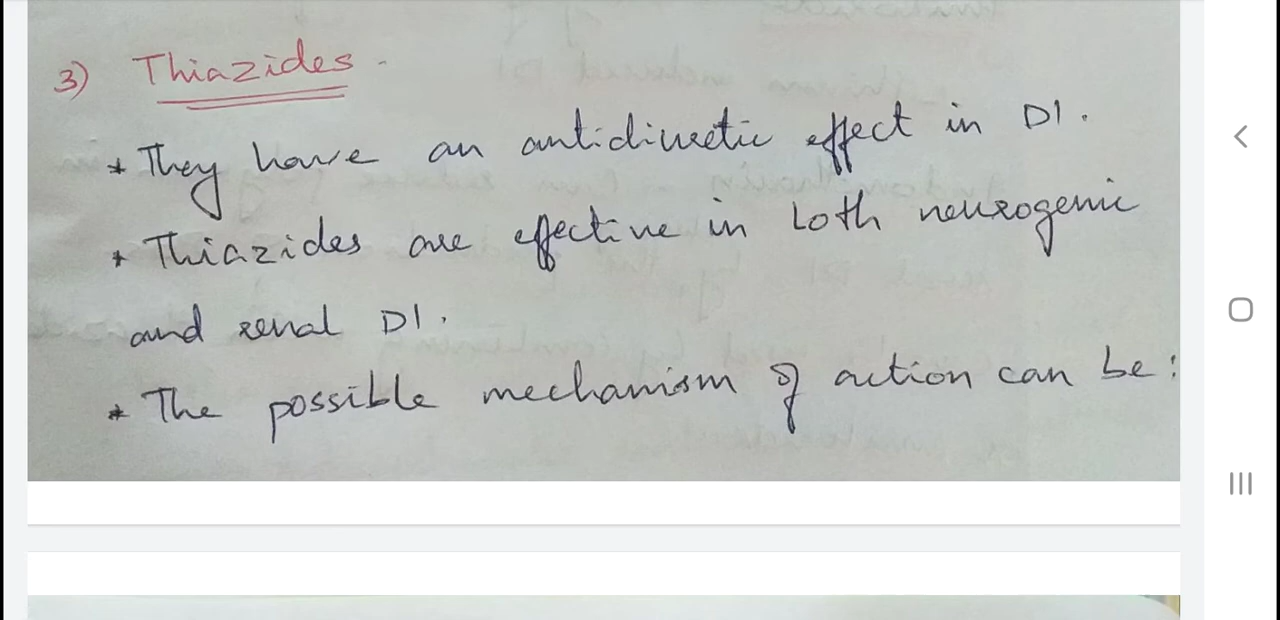 3) Thiazides -
* They have an antidiuretic effect in DI.
* Thiazides are effective in both neurogenic
and renal DI.
* The possible mechanism of action can be: